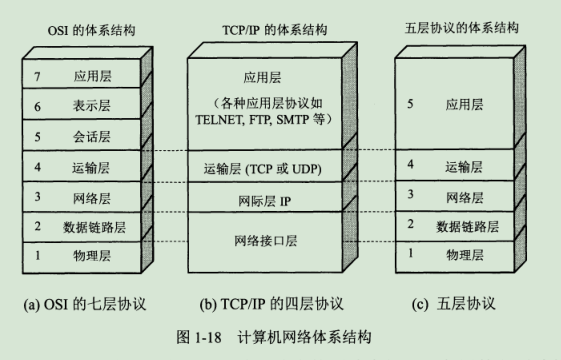 OSI 的体系结构
7 应用层
6 表示层
5 会话层
4 运输层
3 网络层
2 数据链路层
1 物理层
(a) OSI 的七层协议
TCP/IP 的体系结构
应用层
（各种应用层协议如
TELNET, FTP, SMTP 等）
运输层 (TCP 或 UDP)
网际层 IP
网络接口层
(b) TCP/IP 的四层协议
五层协议的体系结构
5 应用层
4 运输层
3 网络层
2 数据链路层
1 物理层
(c) 五层协议
图 1-18 计算机网络体系结构